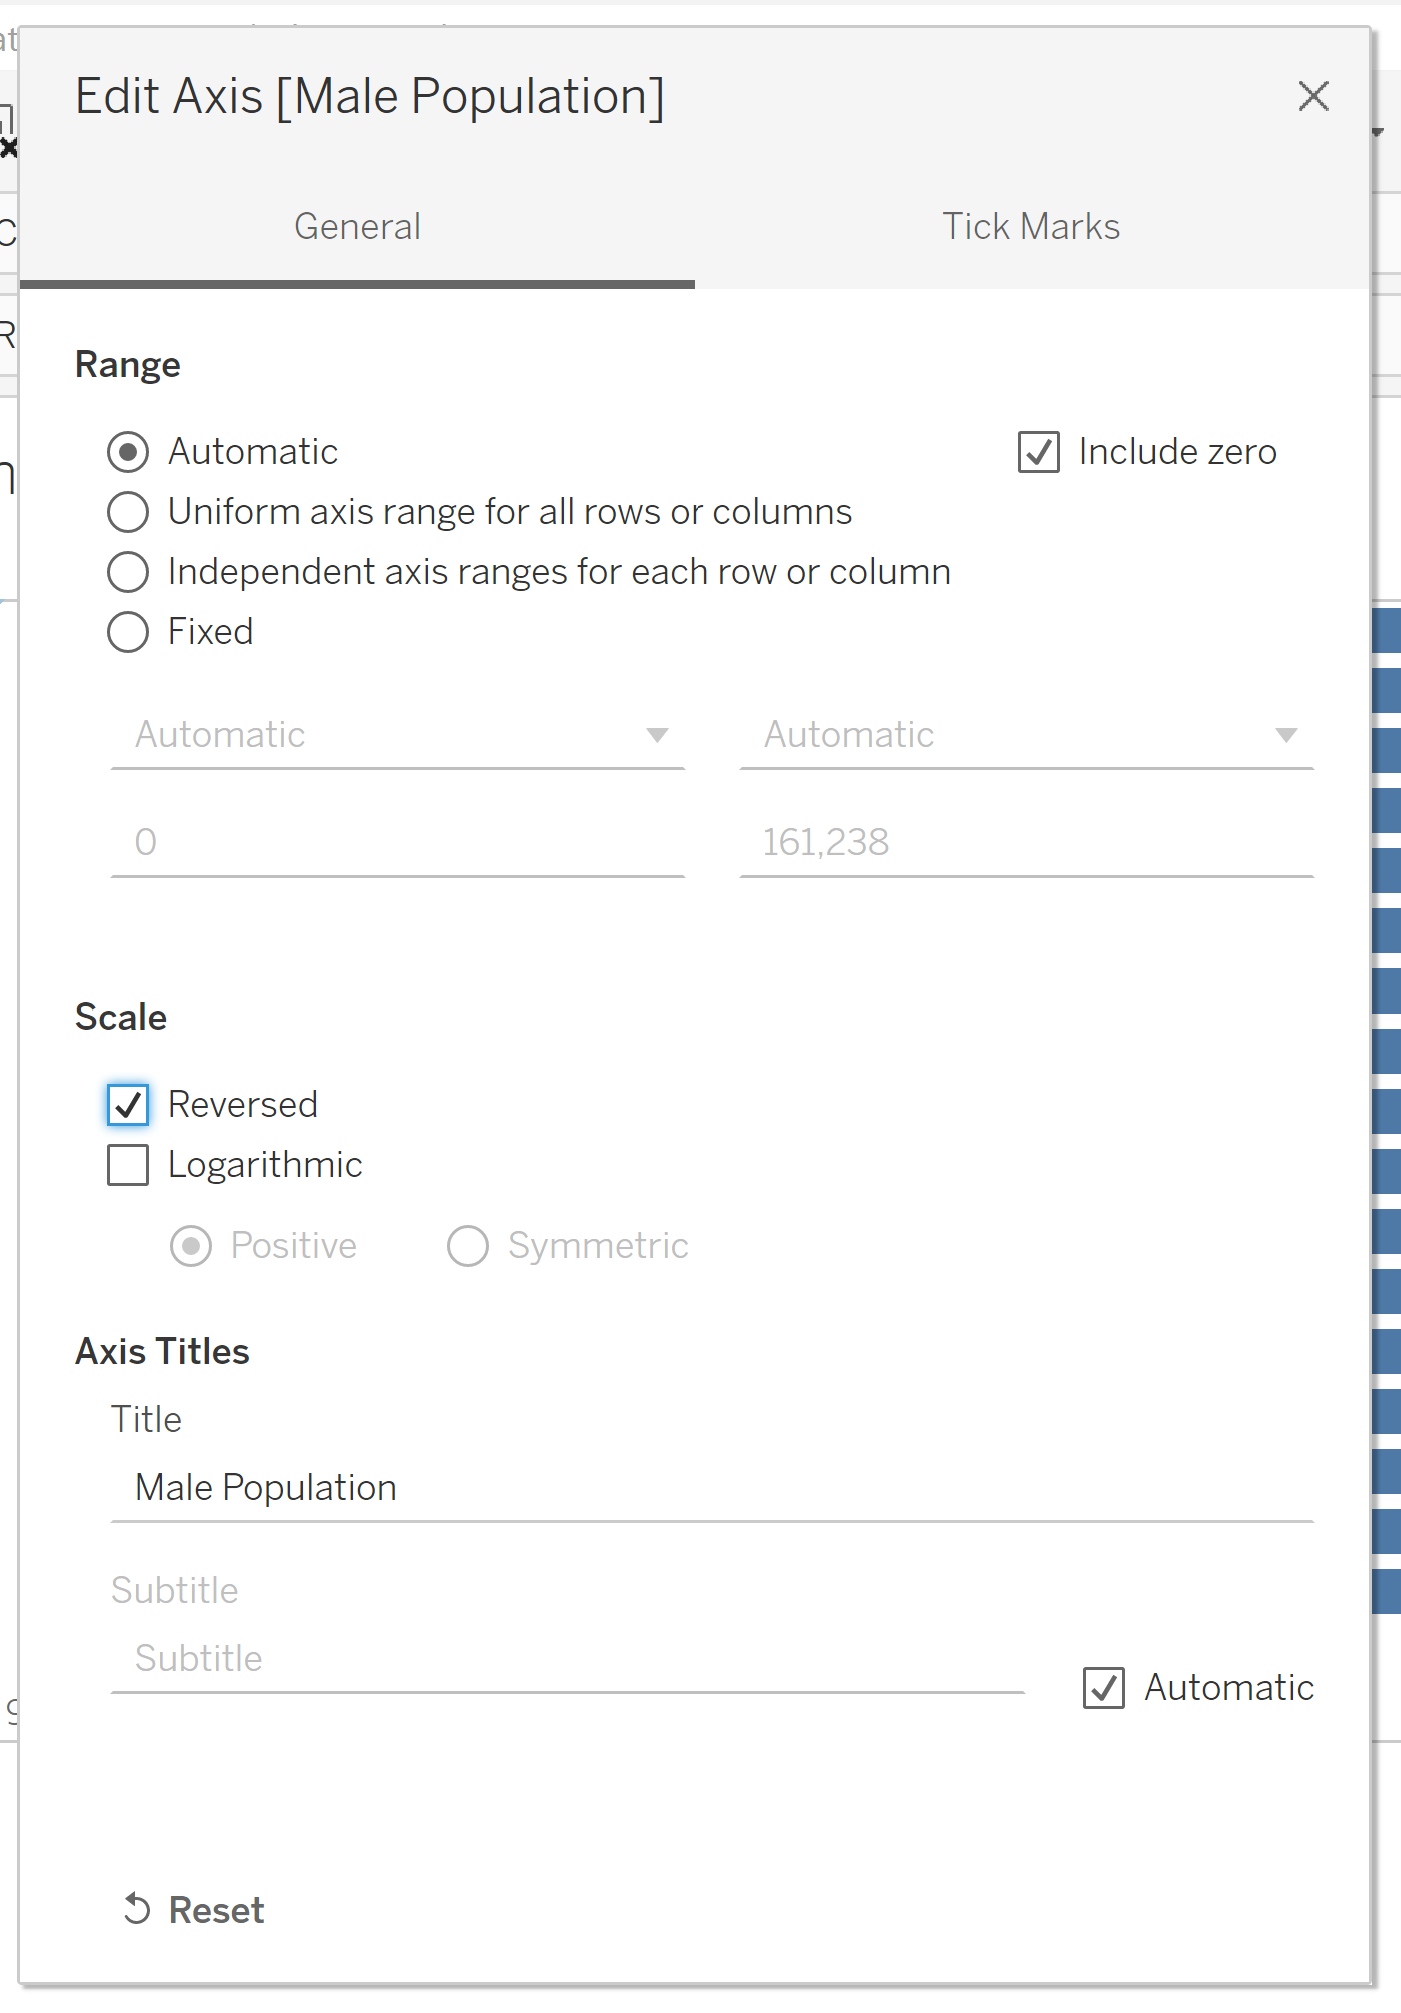 Edit Axis [Male Population]
General
Tick Marks
Range
Automatic
Include zero
Uniform axis range for all rows or columns
Independent axis ranges for each row or column
Fixed
Automatic
Automatic
0
161,238
Scale
Reversed
Logarithmic
Positive
Symmetric
Axis Titles
Title
Male Population
Subtitle
Subtitle
Automatic
Reset